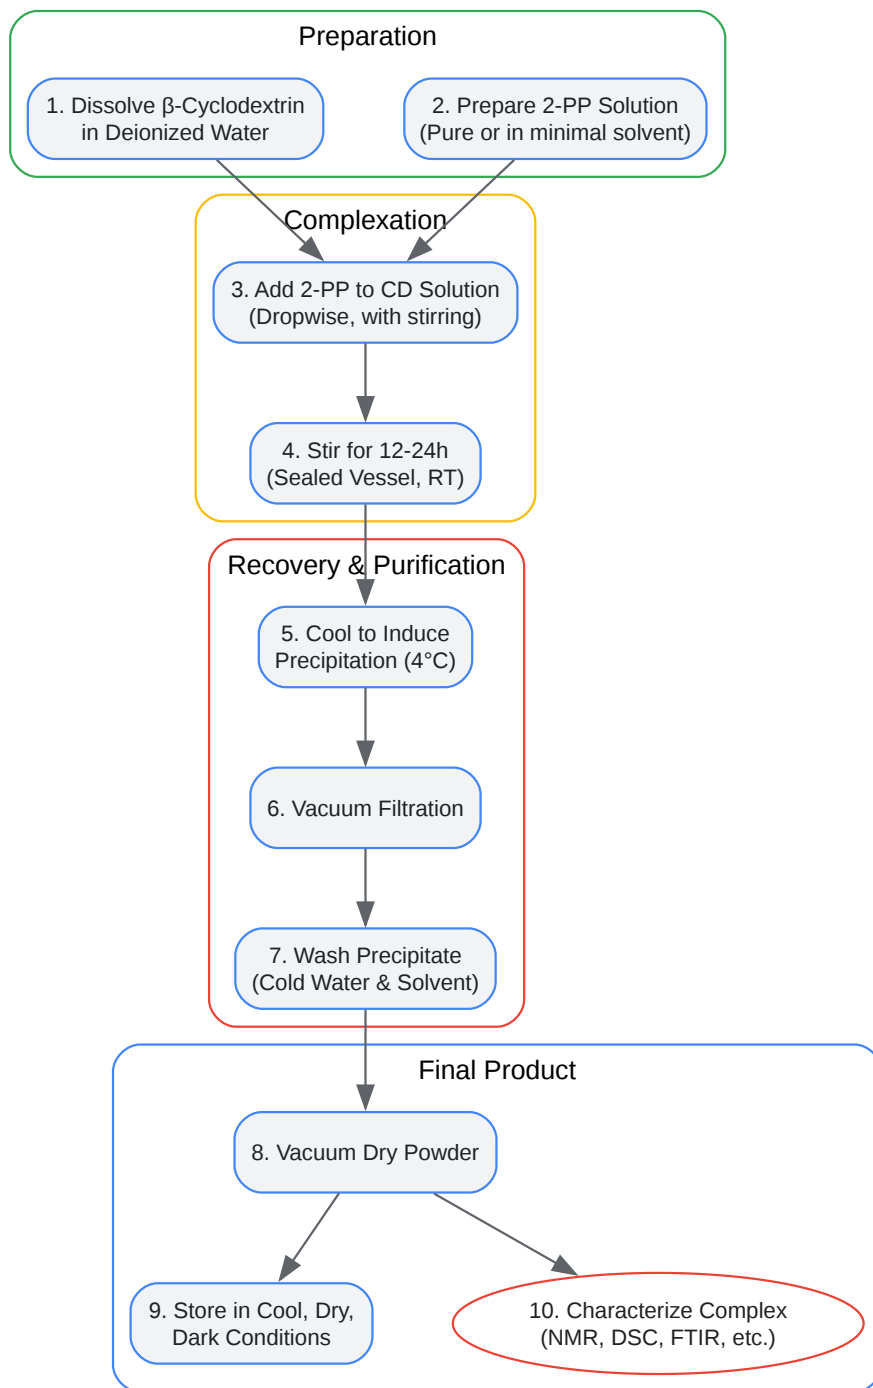 Preparation
1. Dissolve β-Cyclodextrin
in Deionized Water
2. Prepare 2-PP Solution
(Pure or in minimal solvent)
Complexation
3. Add 2-PP to CD Solution
(Dropwise, with stirring)
4. Stir for 12-24h
(Sealed Vessel, RT)
Recovery & Purification
5. Cool to Induce
Precipitation (4°C)
6. Vacuum Filtration
7. Wash Precipitate
(Cold Water & Solvent)
Final Product
8. Vacuum Dry Powder
9. Store in Cool, Dry,
Dark Conditions
10. Characterize Complex
(NMR, DSC, FTIR, etc.)